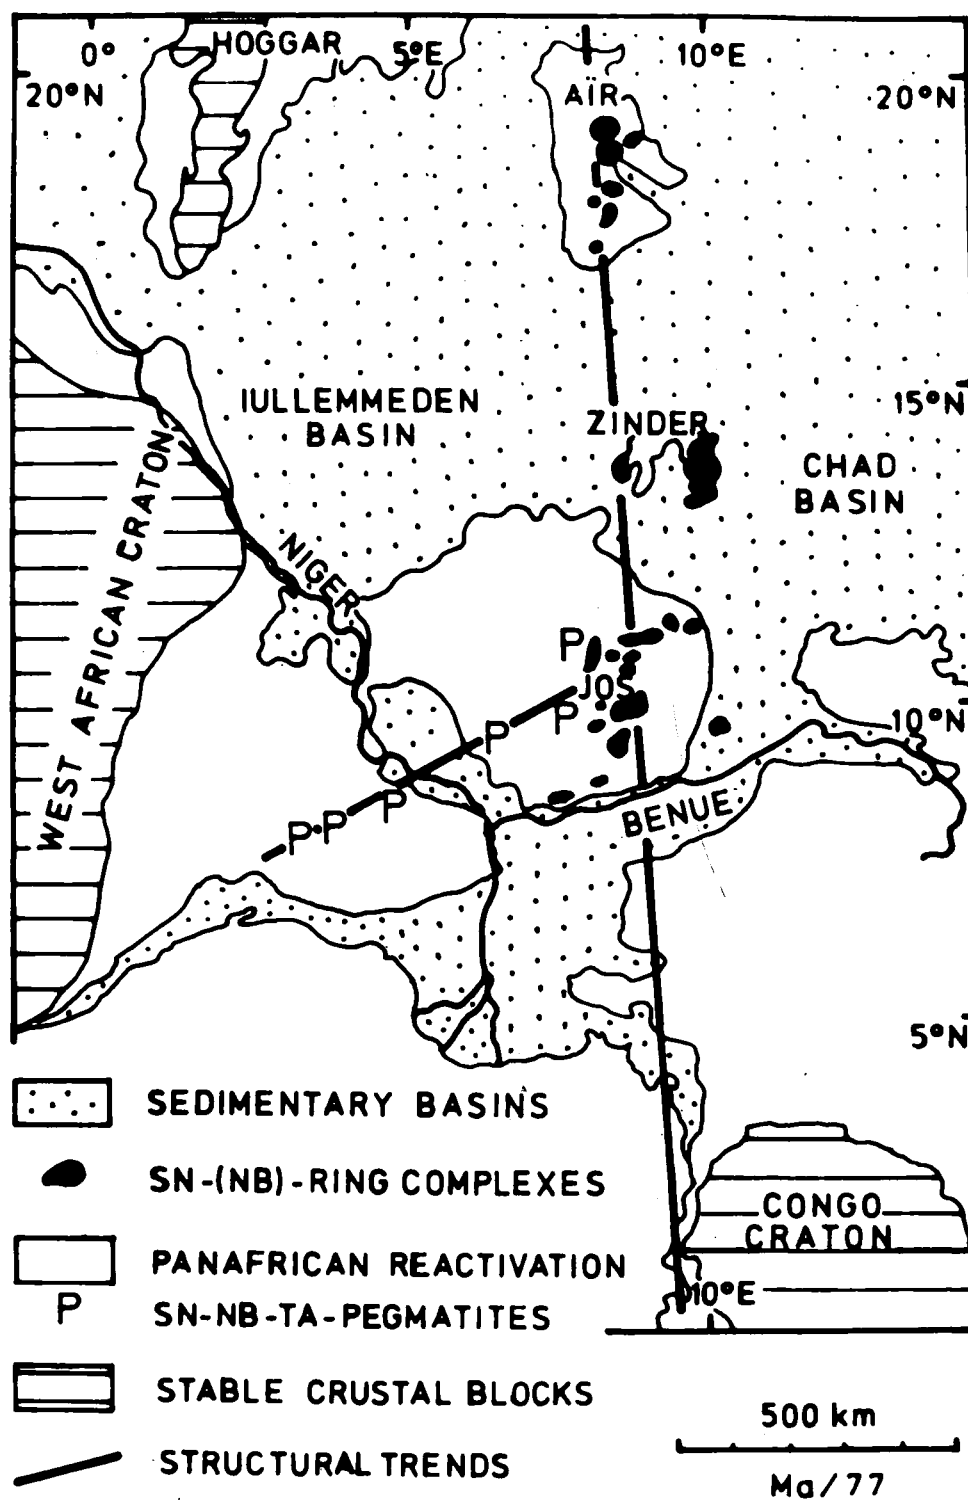 0° HOGGAR 5°E 10°E
20°N AÏR 20°N
15°N
IULLEMMEDEN
BASIN
ZINDER
CHAD
BASIN
WEST AFRICAN CRATON
NIGER
P
JOS
P
10°N
P
P
BENUE
P·P
5°N
SEDIMENTARY BASINS
SN-(NB)-RING COMPLEXES
CONGO
CRATON
PANAFRICAN REACTIVATION
10°E
P SN-NB-TA-PEGMATITES
STABLE CRUSTAL BLOCKS
500 km
STRUCTURAL TRENDS
Ma/77